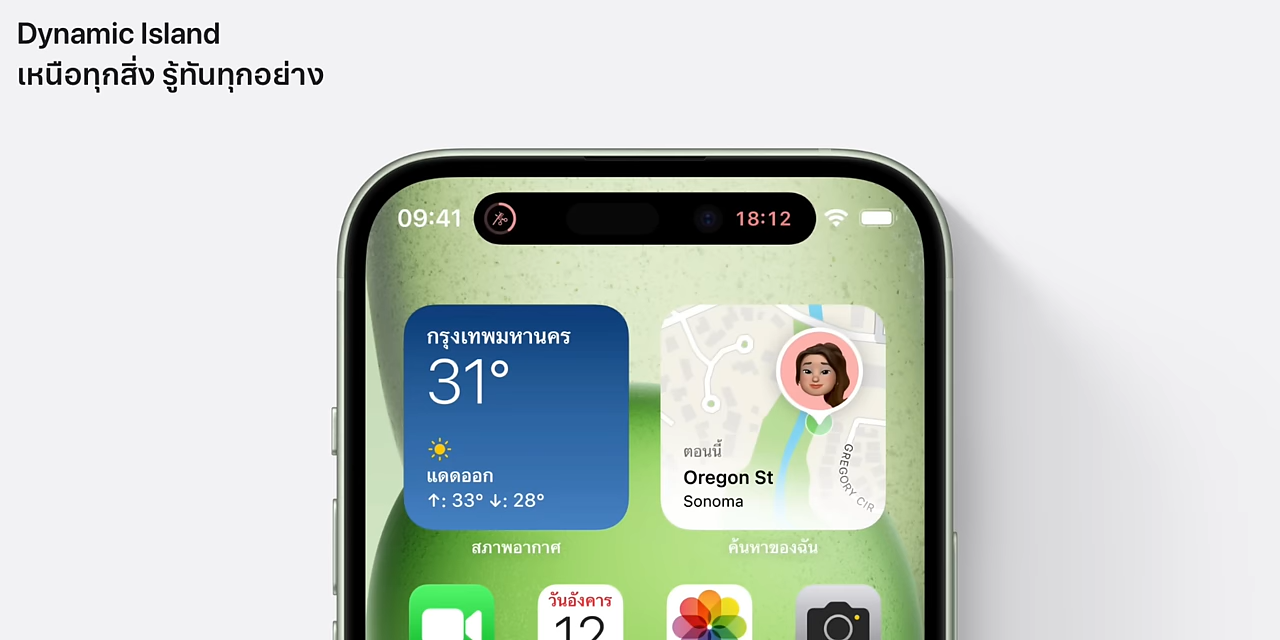 Dynamic Island
เหนือทุกสิ่ง รู้ทันทุกอย่าง
09:41
18:12
กรุงเทพมหานคร
31°
แดดออก
↑: 33° ↓: 28°
สภาพอากาศ
GREGORY CIR
ตอนนี้
Oregon St
Sonoma
ค้นหาของฉัน
วันอังคาร
12